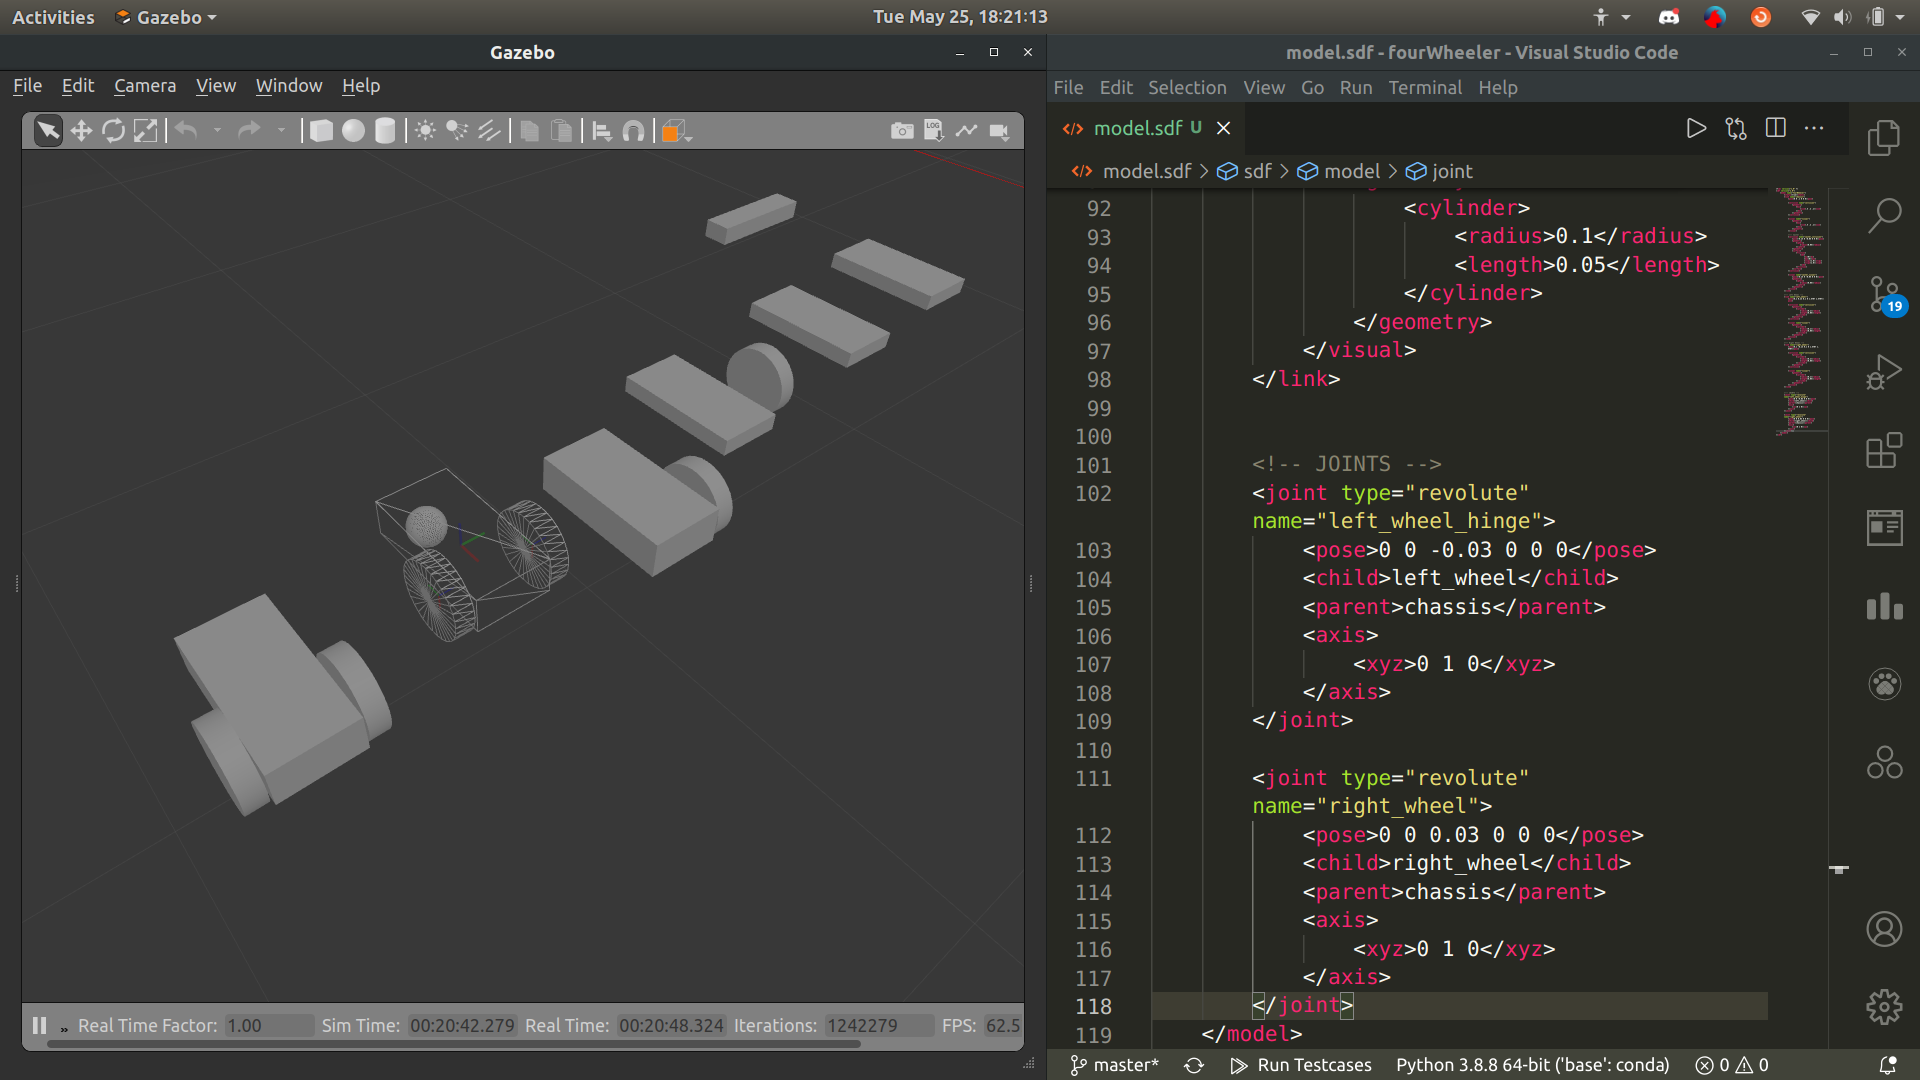 Activities
Gazebo
Tue May 25, 18:21:13
Gazebo
File Edit Camera View Window Help
LOG
Real Time Factor: 1.00 Sim Time: 00:20:42.279 Real Time: 00:20:48.324 Iterations: 1242279 FPS: 62.5
model.sdf - fourWheeler - Visual Studio Code
File Edit Selection View Go Run Terminal Help
model.sdf U
model.sdf > sdf > model > joint
92 <cylinder>
93 <radius>0.1</radius>
94 <length>0.05</length>
95 </cylinder>
96 </geometry>
97 </visual>
98 </link>
99
100
101 <!-- JOINTS -->
102 <joint type="revolute"
name="left_wheel_hinge">
103 <pose>0 0 -0.03 0 0 0</pose>
104 <child>left_wheel</child>
105 <parent>chassis</parent>
106 <axis>
107 <xyz>0 1 0</xyz>
108 </axis>
109 </joint>
110
111 <joint type="revolute"
name="right_wheel">
112 <pose>0 0 0.03 0 0 0</pose>
113 <child>right_wheel</child>
114 <parent>chassis</parent>
115 <axis>
116 <xyz>0 1 0</xyz>
117 </axis>
118 </joint>
119 </model>
19
master* Run Testcases Python 3.8.8 64-bit ('base': conda) 0 0